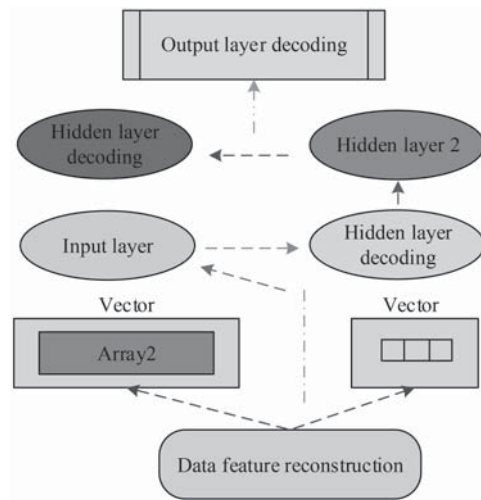 Output layer decoding
Hidden layer
decoding
Hidden layer 2
Input layer
Hidden layer
decoding
Vector
Vector
Array2
Data feature reconstruction